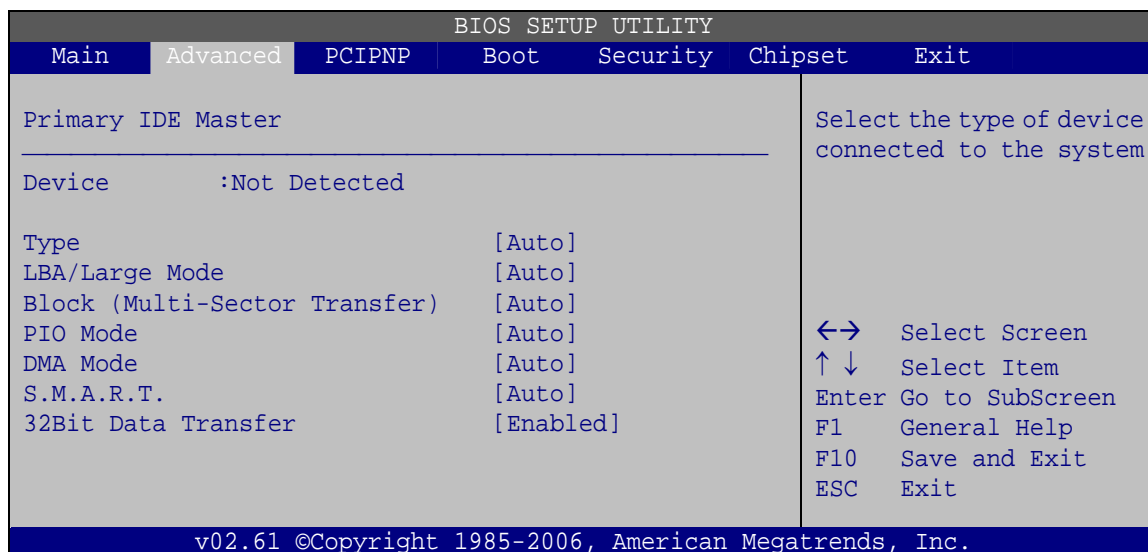 BIOS SETUP UTILITY
Main Advanced PCIPNP Boot Security Chipset Exit
Primary IDE Master
Device :Not Detected
Type [Auto]
LBA/Large Mode [Auto]
Block (Multi-Sector Transfer) [Auto]
PIO Mode [Auto]
DMA Mode [Auto]
S.M.A.R.T. [Auto]
32Bit Data Transfer [Enabled]
Select the type of device
connected to the system
←→ Select Screen
↑ ↓ Select Item
Enter Go to SubScreen
F1 General Help
F10 Save and Exit
ESC Exit
v02.61 ©Copyright 1985-2006, American Megatrends, Inc.